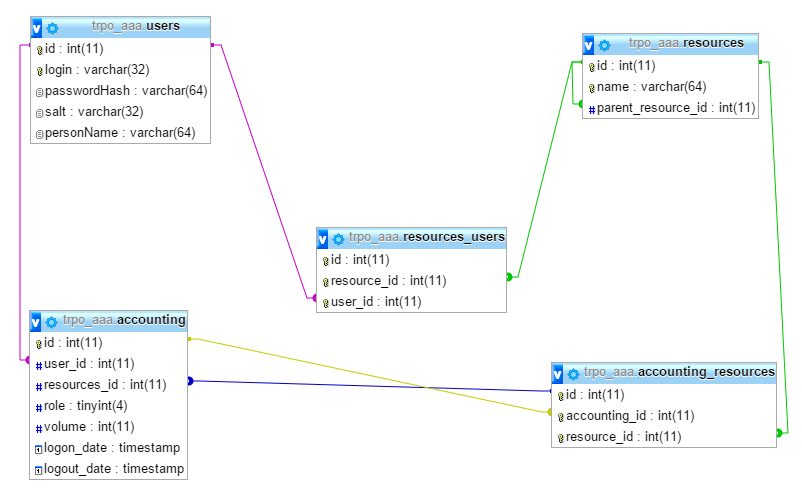 trpo_aaa.users
id : int(11)
login : varchar(32)
passwordHash : varchar(64)
salt : varchar(32)
personName : varchar(64)
trpo_aaa.resources
id : int(11)
name : varchar(64)
parent_resource_id : int(11)
trpo_aaa.resources_users
id : int(11)
resource_id : int(11)
user_id : int(11)
trpo_aaa.accounting
id : int(11)
user_id : int(11)
resources_id : int(11)
role : tinyint(4)
volume : int(11)
logon_date : timestamp
logout_date : timestamp
trpo_aaa.accounting_resources
id : int(11)
accounting_id : int(11)
resource_id : int(11)